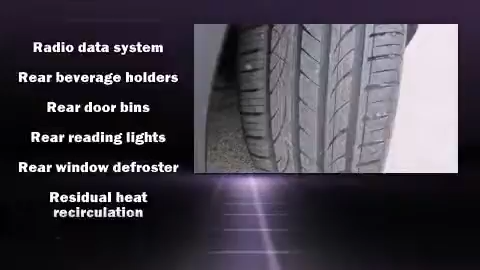 Radio data system
Rear beverage holders
Rear door bins
Rear reading lights
Rear window defroster
Residual heat
recirculation